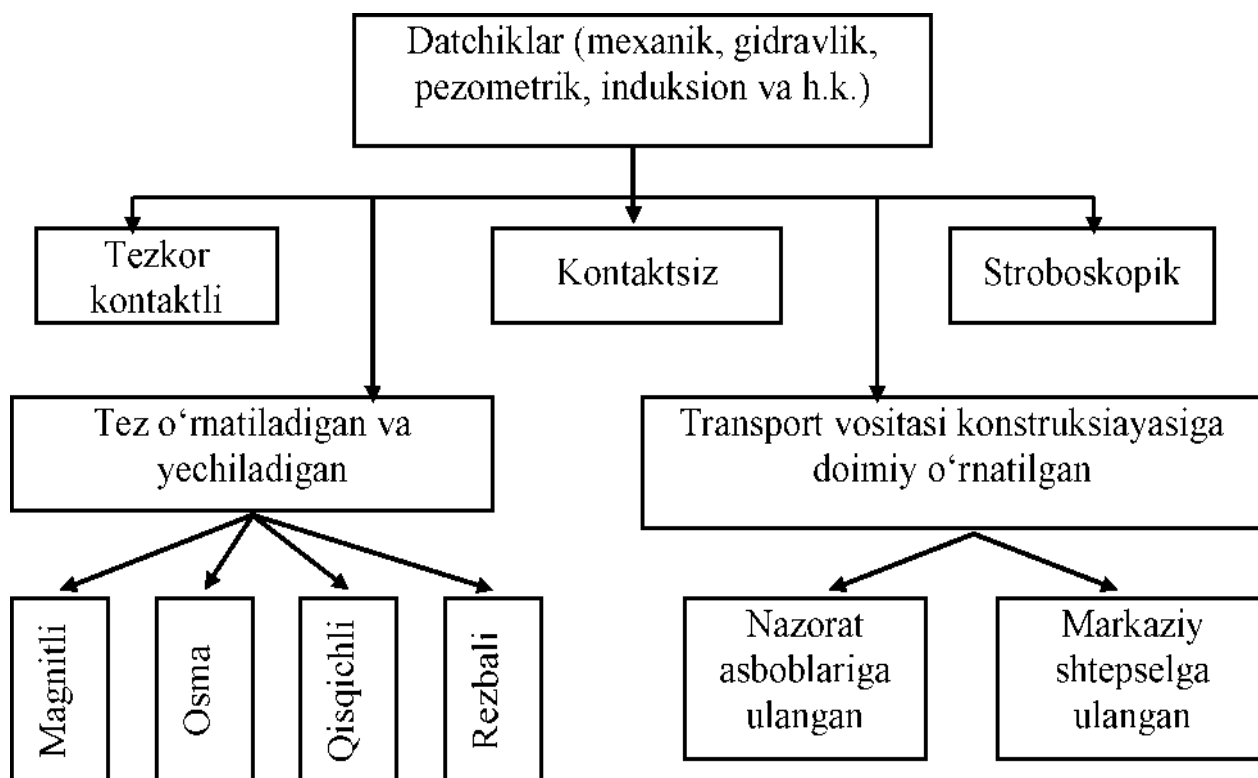 Datchiklar (mexanik, gidravlik,
pezometrik, induksion va h.k.)
Tezkor
kontaktli
Kontaktsiz
Stroboskopik
Tez o‘rnatiladigan va
yechiladigan
Transport vositasi konstruksiayasiga
doimiy o‘rnatilgan
Magnitli
Osma
Qisqichli
Rezbali
Nazorat
asboblariga
ulangan
Markaziy
shtepselga
ulangan